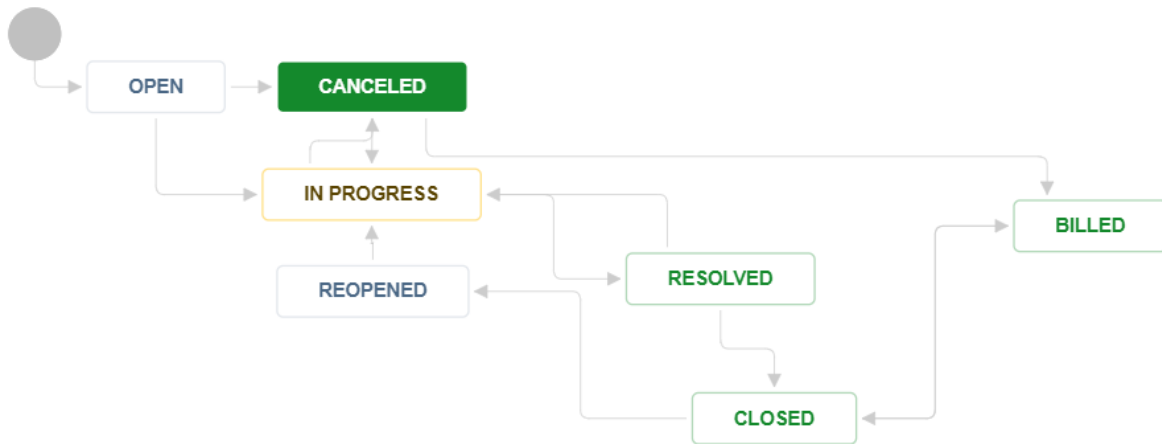 OPEN
CANCELED
IN PROGRESS
BILLED
RESOLVED
REOPENED
CLOSED